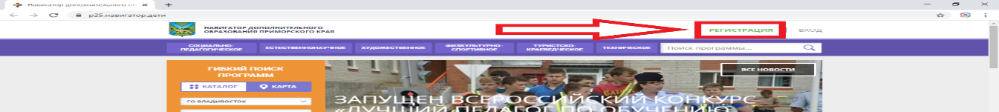 Навигатор дополнительного об
p25.навигатор.дети
НАВИГАТОР ДОПОЛНИТЕЛЬНОГО
ОБРАЗОВАНИЯ ПРИМОРСКОГО КРАЯ
РЕГИСТРАЦИЯ
ВХОД
СОЦИАЛЬНО-
ПЕДАГОГИЧЕСКОЕ
ЕСТЕСТВЕННОНАУЧНОЕ
ХУДОЖЕСТВЕННОЕ
ФИЗКУЛЬТУРНО-
СПОРТИВНОЕ
ТУРИСТСКО-
КРАЕВЕДЧЕСКОЕ
ТЕХНИЧЕСКОЕ
Поиск программы...
ГИБКИЙ ПОИСК
ПРОГРАММ
КАТАЛОГ
КАРТА
ГО ВЛАДИВОСТОК
ВСЕ НОВОСТИ
ЗАПУЩЕН ВСЕРОССИЙСКИЙ КОНКУРС
«ЛУЧШИЙ ПЕДАГОГ ПО ОБУЧЕНИЮ